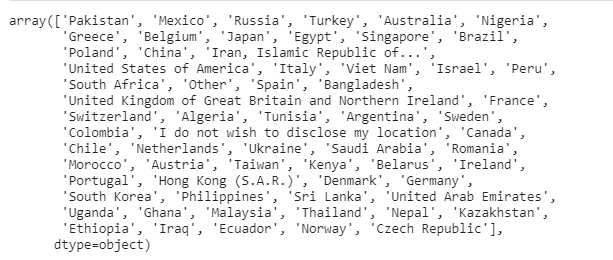 array(['Pakistan', 'Mexico', 'Russia', 'Turkey', 'Australia', 'Nigeria',
'Greece', 'Belgium', 'Japan', 'Egypt', 'Singapore', 'Brazil',
'Poland', 'China', 'Iran, Islamic Republic of...',
'United States of America', 'Italy', 'Viet Nam', 'Israel', 'Peru',
'South Africa', 'Other', 'Spain', 'Bangladesh',
'United Kingdom of Great Britain and Northern Ireland', 'France',
'Switzerland', 'Algeria', 'Tunisia', 'Argentina', 'Sweden',
'Colombia', 'I do not wish to disclose my location', 'Canada',
'Chile', 'Netherlands', 'Ukraine', 'Saudi Arabia', 'Romania',
'Morocco', 'Austria', 'Taiwan', 'Kenya', 'Belarus', 'Ireland',
'Portugal', 'Hong Kong (S.A.R.)', 'Denmark', 'Germany',
'South Korea', 'Philippines', 'Sri Lanka', 'United Arab Emirates',
'Uganda', 'Ghana', 'Malaysia', 'Thailand', 'Nepal', 'Kazakhstan',
'Ethiopia', 'Iraq', 'Ecuador', 'Norway', 'Czech Republic'],
dtype=object)